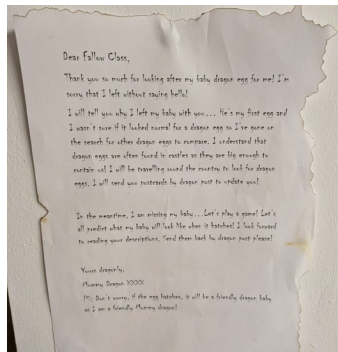 Dear Fallow Class,
Thank you so much for looking after my baby dragon egg for me! I'm
sorry that I left without saying hello!
I will tell you why I left my baby with you... He's my first egg and
I wasn't sure if it looked normal for a dragon egg so I've gone on
the search for other dragon eggs to compare. I understand that
dragon eggs are often found in castles as they are big enough to
contain us! I will be travelling round the country to look for dragon
eggs. I will send you postcards by dragon post to update you!
In the meantime, I am missing my baby...Let's play a game! Let's
all predict what my baby will look like when it hatches! I look forward
to reading your descriptions. Send them back by dragon post please!
Yours dragonly,
Mommy Dragon XXXX
PS: Don't worry, if the egg hatches, it will be a friendly dragon baby
as I am a friendly Mommy dragon!